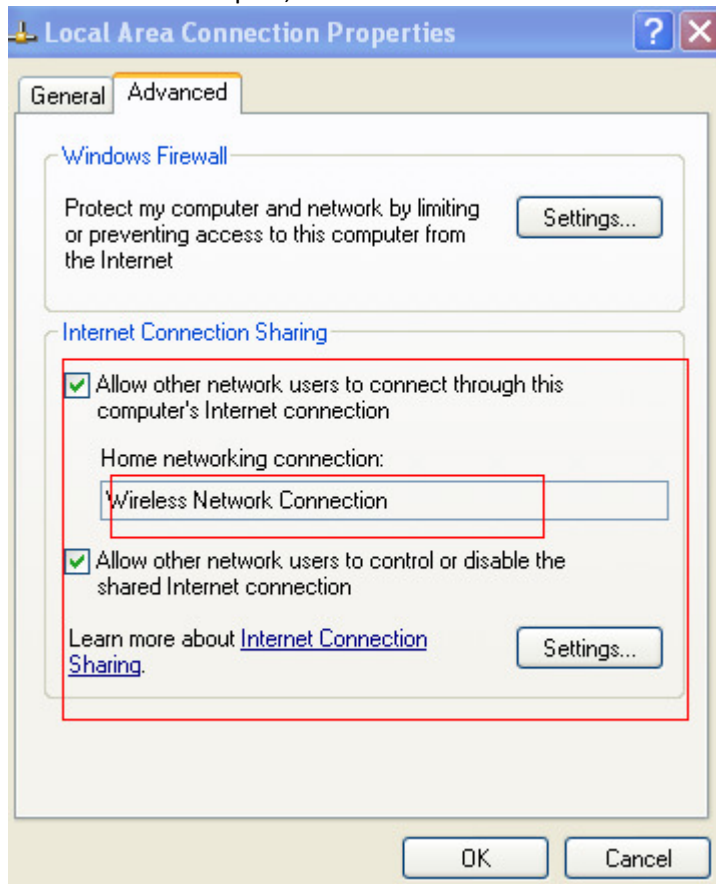 Local Area Connection Properties
General Advanced
Windows Firewall
Protect my computer and network by limiting
or preventing access to this computer from
the Internet
Settings...
Internet Connection Sharing
Allow other network users to connect through this
computer's Internet connection
Home networking connection:
Wireless Network Connection
Allow other network users to control or disable the
shared Internet connection
Learn more about Internet Connection
Sharing.
Settings...
OK Cancel